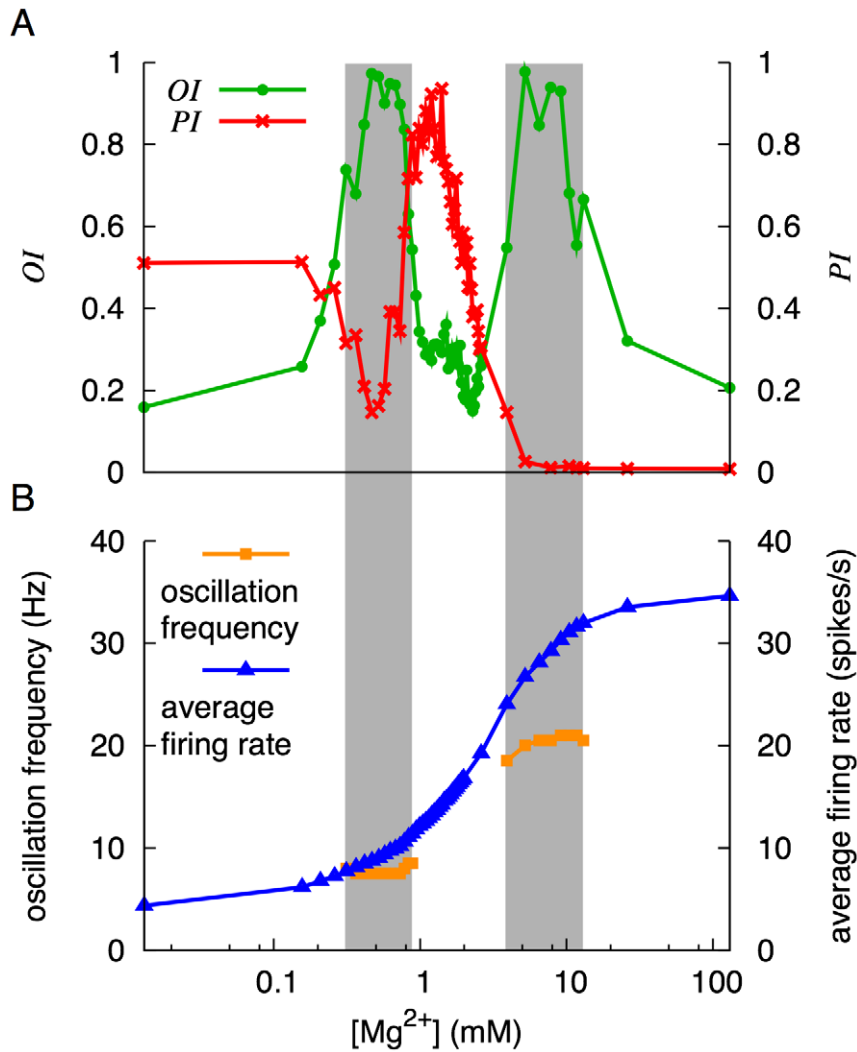 A
OI
PI
1
0.8
0.6
0.4
0.2
0
OI
1
0.8
0.6
0.4
0.2
0
PI
B
oscillation
frequency
average
firing rate
40
30
20
10
0
oscillation frequency (Hz)
40
30
20
10
0
average firing rate (spikes/s)
0.1 1 10 100
[Mg²⁺] (mM)